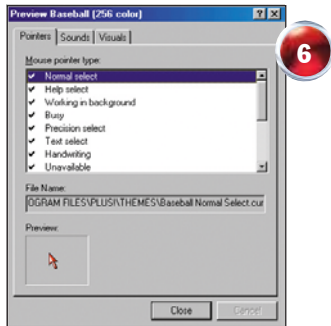 Preview Baseball (256 color)
Pointers Sounds Visuals
6
Mouse pointer type:
Normal select
Help select
Working in background
Busy
Precision select
Text select
Handwriting
Unavailable
File Name:
OGRAM FILES\PLUS!\THEMES\Baseball Normal Select.cur
Preview:
Close Cancel